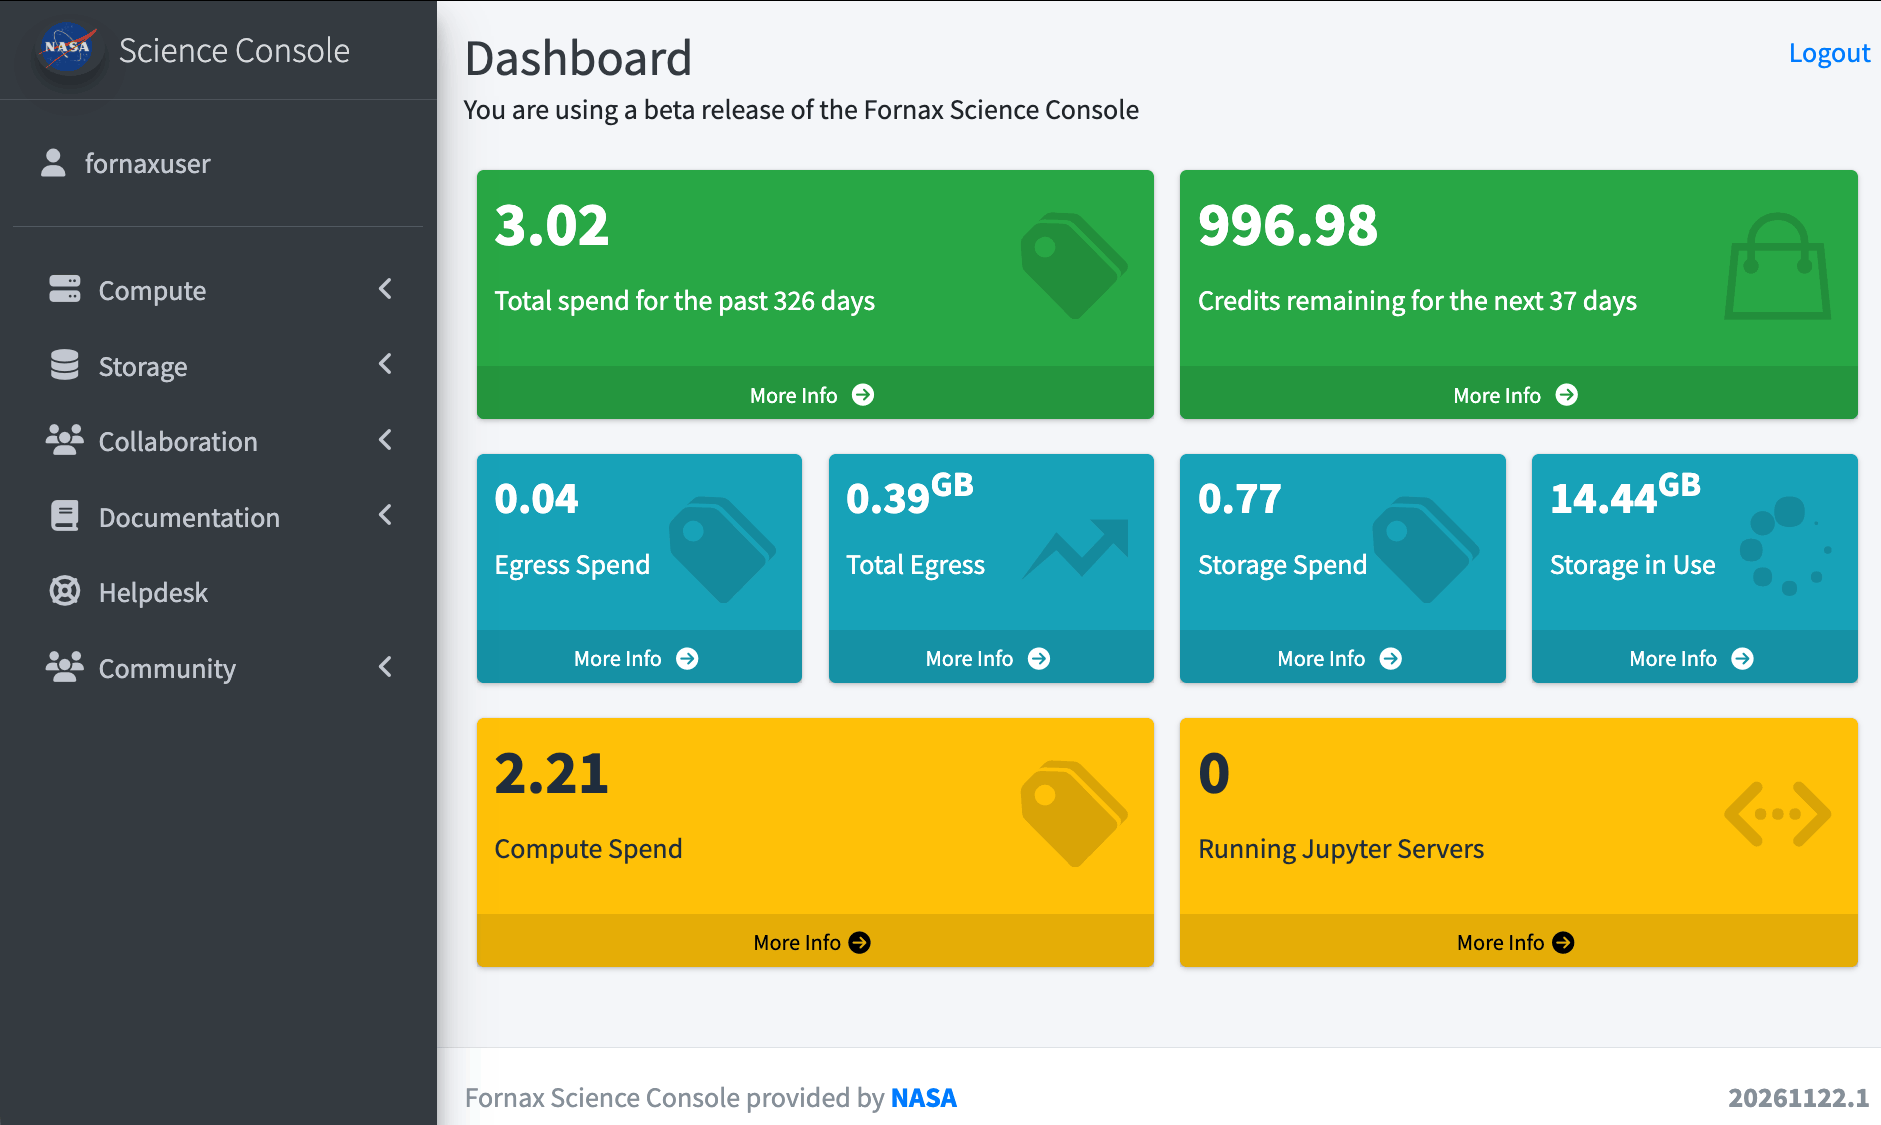 NASA Science Console
fornaxuser
Compute
Storage
Collaboration
Documentation
Helpdesk
Community
Dashboard
Logout
You are using a beta release of the Fornax Science Console
3.02
Total spend for the past 326 days
More Info
996.98
Credits remaining for the next 37 days
More Info
0.04
Egress Spend
More Info
0.39GB
Total Egress
More Info
0.77
Storage Spend
More Info
14.44GB
Storage in Use
More Info
2.21
Compute Spend
More Info
0
Running Jupyter Servers
More Info
Fornax Science Console provided by NASA
20261122.1